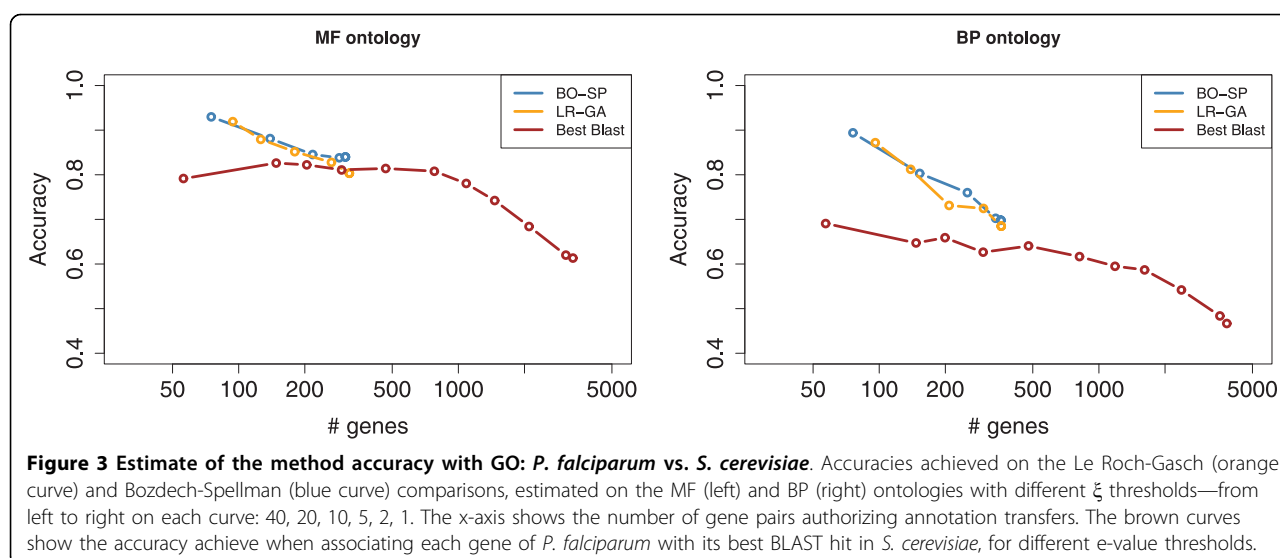 MF ontology
BP ontology
1.0
0.8
0.6
0.4
Accuracy
BO–SP
LR–GA
Best Blast
50 100 200 500 1000 5000
# genes
1.0
0.8
0.6
0.4
Accuracy
BO–SP
LR–GA
Best Blast
50 100 200 500 1000 5000
# genes
Figure 3 Estimate of the method accuracy with GO: P. falciparum vs. S. cerevisiae. Accuracies achieved on the Le Roch-Gasch (orange
curve) and Bozdech-Spellman (blue curve) comparisons, estimated on the MF (left) and BP (right) ontologies with different ξ thresholds—from
left to right on each curve: 40, 20, 10, 5, 2, 1. The x-axis shows the number of gene pairs authorizing annotation transfers. The brown curves
show the accuracy achieve when associating each gene of P. falciparum with its best BLAST hit in S. cerevisiae, for different e-value thresholds.